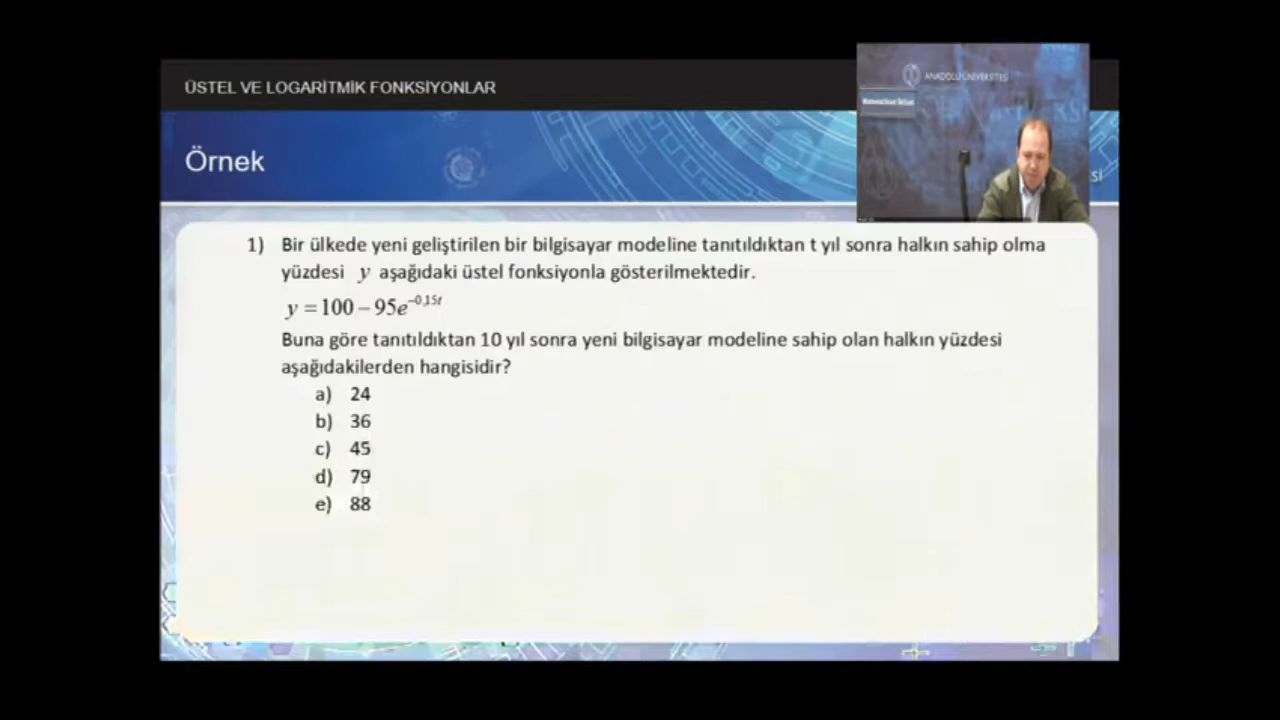 ÜSTEL VE LOGARİTMİK FONKSİYONLAR
ANADOLU ÜNİVERSİTESİ
Örnek
Sİ
1) Bir ülkede yeni geliştirilen bir bilgisayar modeline tanıtıldıktan t yıl sonra halkın sahip olma
yüzdesi y aşağıdaki üstel fonksiyonla gösterilmektedir.
y = 100 – 95e^–0,15t
Buna göre tanıtıldıktan 10 yıl sonra yeni bilgisayar modeline sahip olan halkın yüzdesi
aşağıdakilerden hangisidir?
a) 24
b) 36
c) 45
d) 79
e) 88